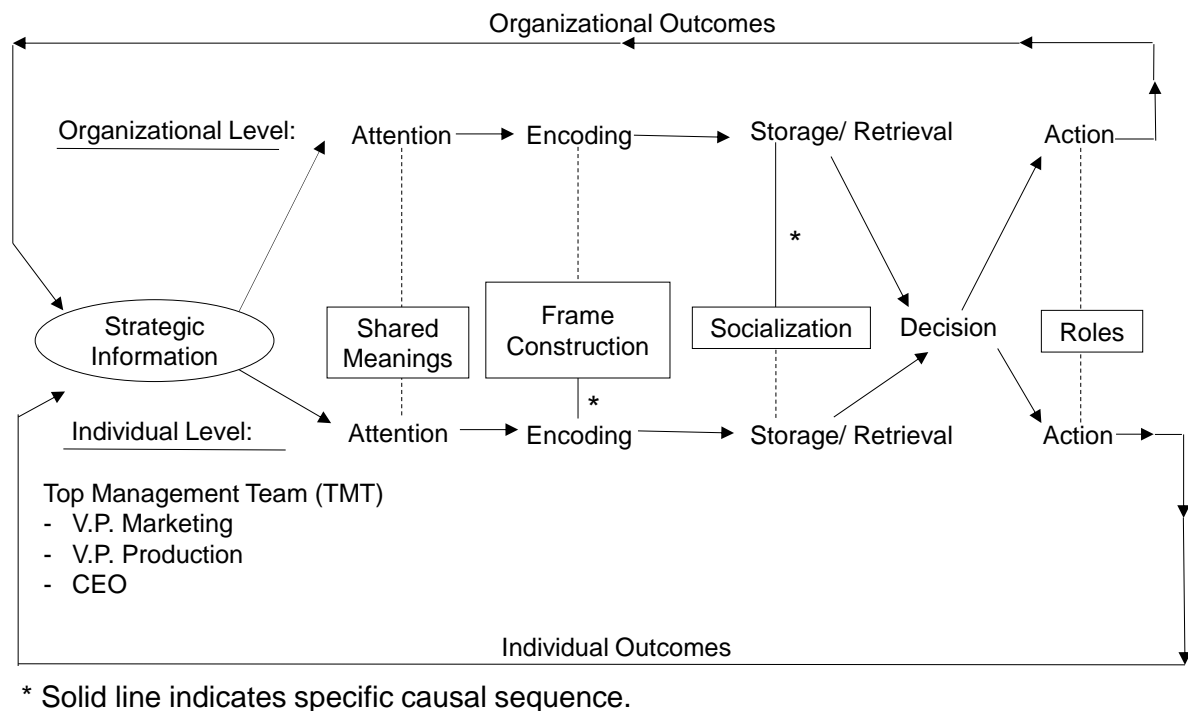 Organizational Outcomes
Organizational Level:
Attention
Encoding
Storage/ Retrieval
Action
*
Strategic
Information
Shared
Meanings
Frame
Construction
Socialization
Decision
Roles
*
Individual Level:
Attention
Encoding
Storage/ Retrieval
Action
Top Management Team (TMT)
- V.P. Marketing
- V.P. Production
- CEO
Individual Outcomes
* Solid line indicates specific causal sequence.